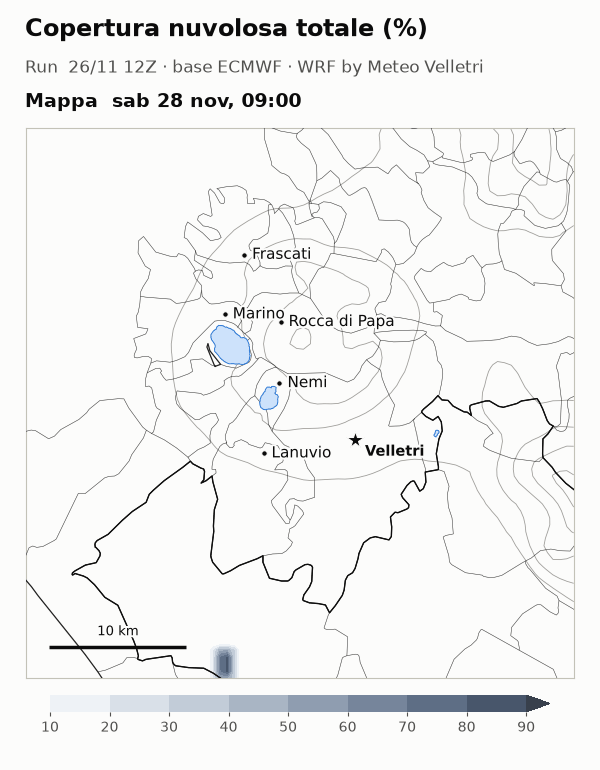 Copertura nuvolosa totale (%)
Run  26/11 12Z · base ECMWF · WRF by Meteo Velletri
Mappa  sab 28 nov, 09:00
Frascati
Marino
Rocca di Papa
Nemi
Velletri
Lanuvio
10 km
10 20 30 40 50 60 70 80 90